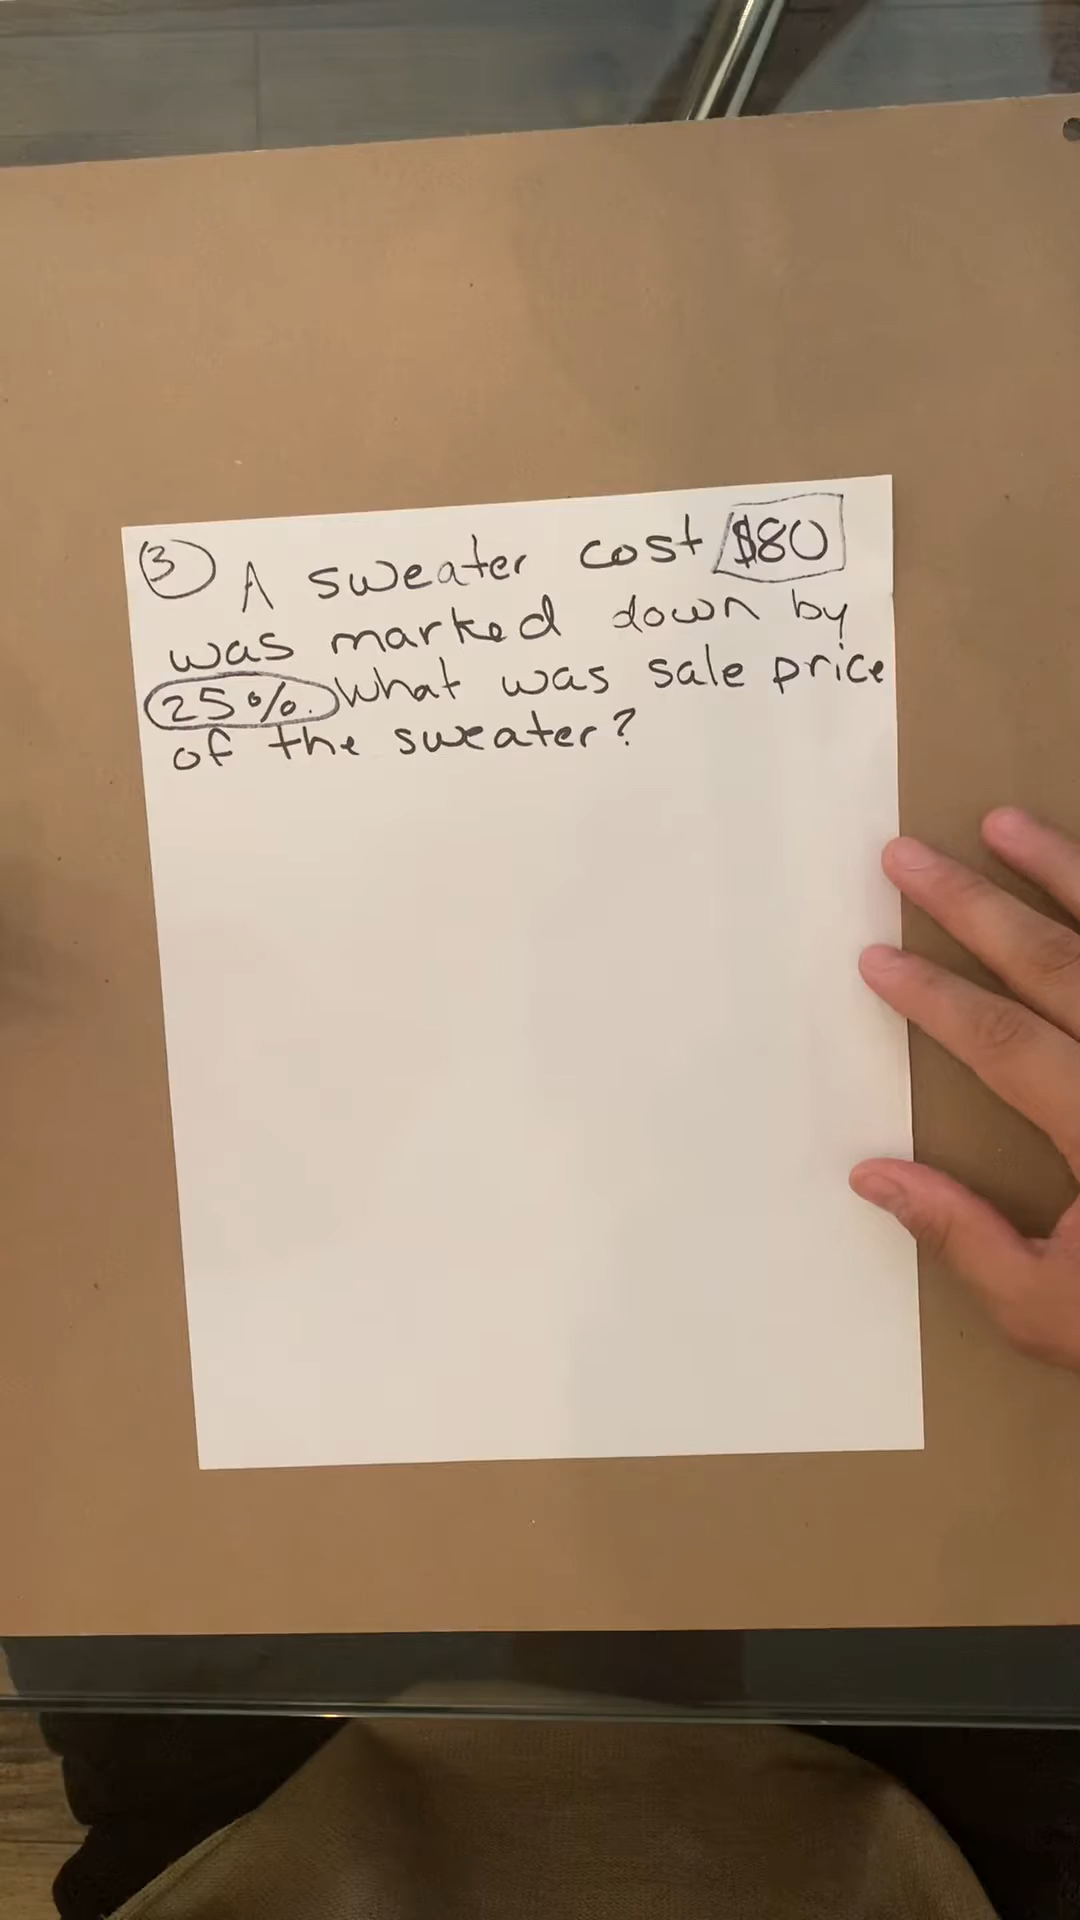 3 A sweater cost $80
was marked down by
25%. What was sale price
of the sweater?